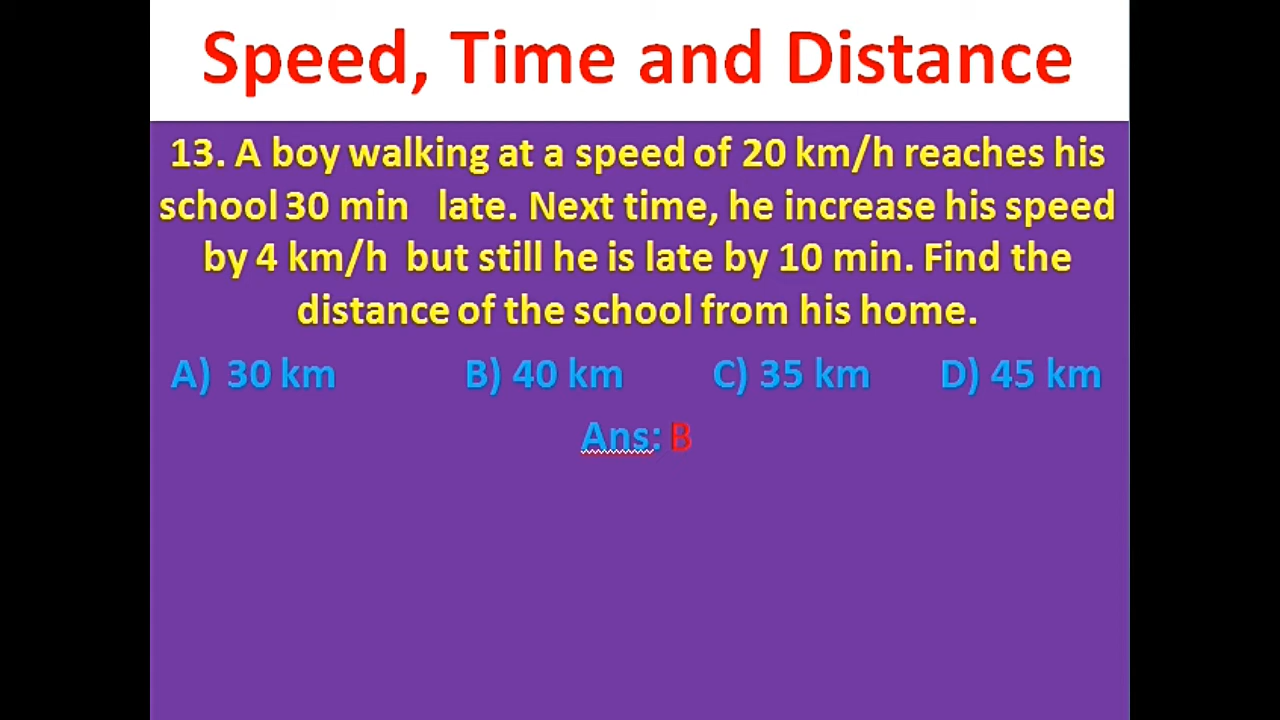 Speed, Time and Distance
13. A boy walking at a speed of 20 km/h reaches his
school 30 min late. Next time, he increase his speed
by 4 km/h but still he is late by 10 min. Find the
distance of the school from his home.
A) 30 km B) 40 km C) 35 km D) 45 km
Ans: B